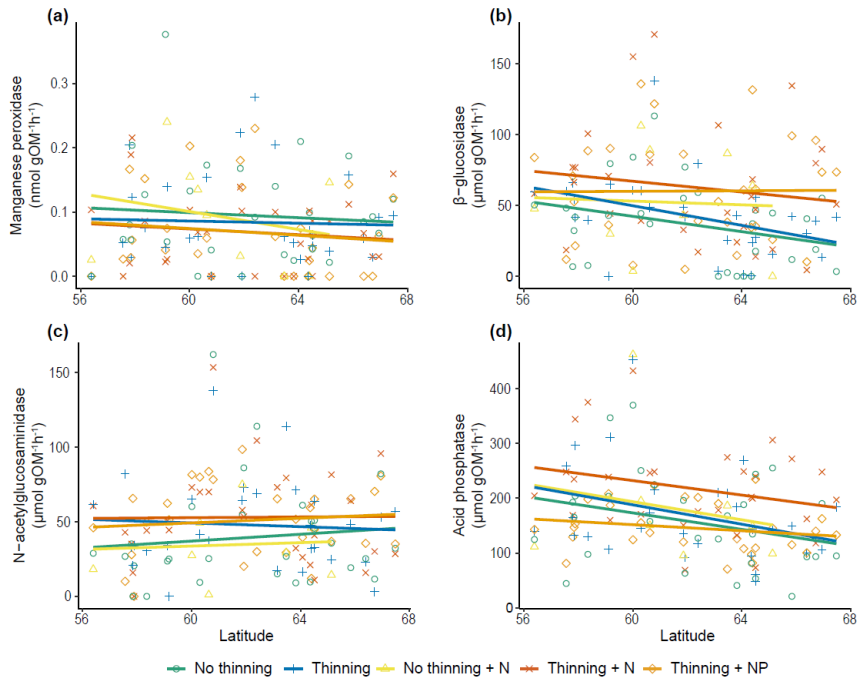 (a)
Manganese peroxidase
(nmol gOM⁻¹h⁻¹)
0.3
0.2
0.1
0.0
56
60
64
68
(b)
β−glucosidase
(μmol gOM⁻¹h⁻¹)
150
100
50
0
56
60
64
68
(c)
N−acetylglucosaminidase
(μmol gOM⁻¹h⁻¹)
150
100
50
0
56
60
64
68
Latitude
(d)
Acid phosphatase
(μmol gOM⁻¹h⁻¹)
400
300
200
100
0
56
60
64
68
Latitude
No thinning Thinning No thinning + N Thinning + N Thinning + NP